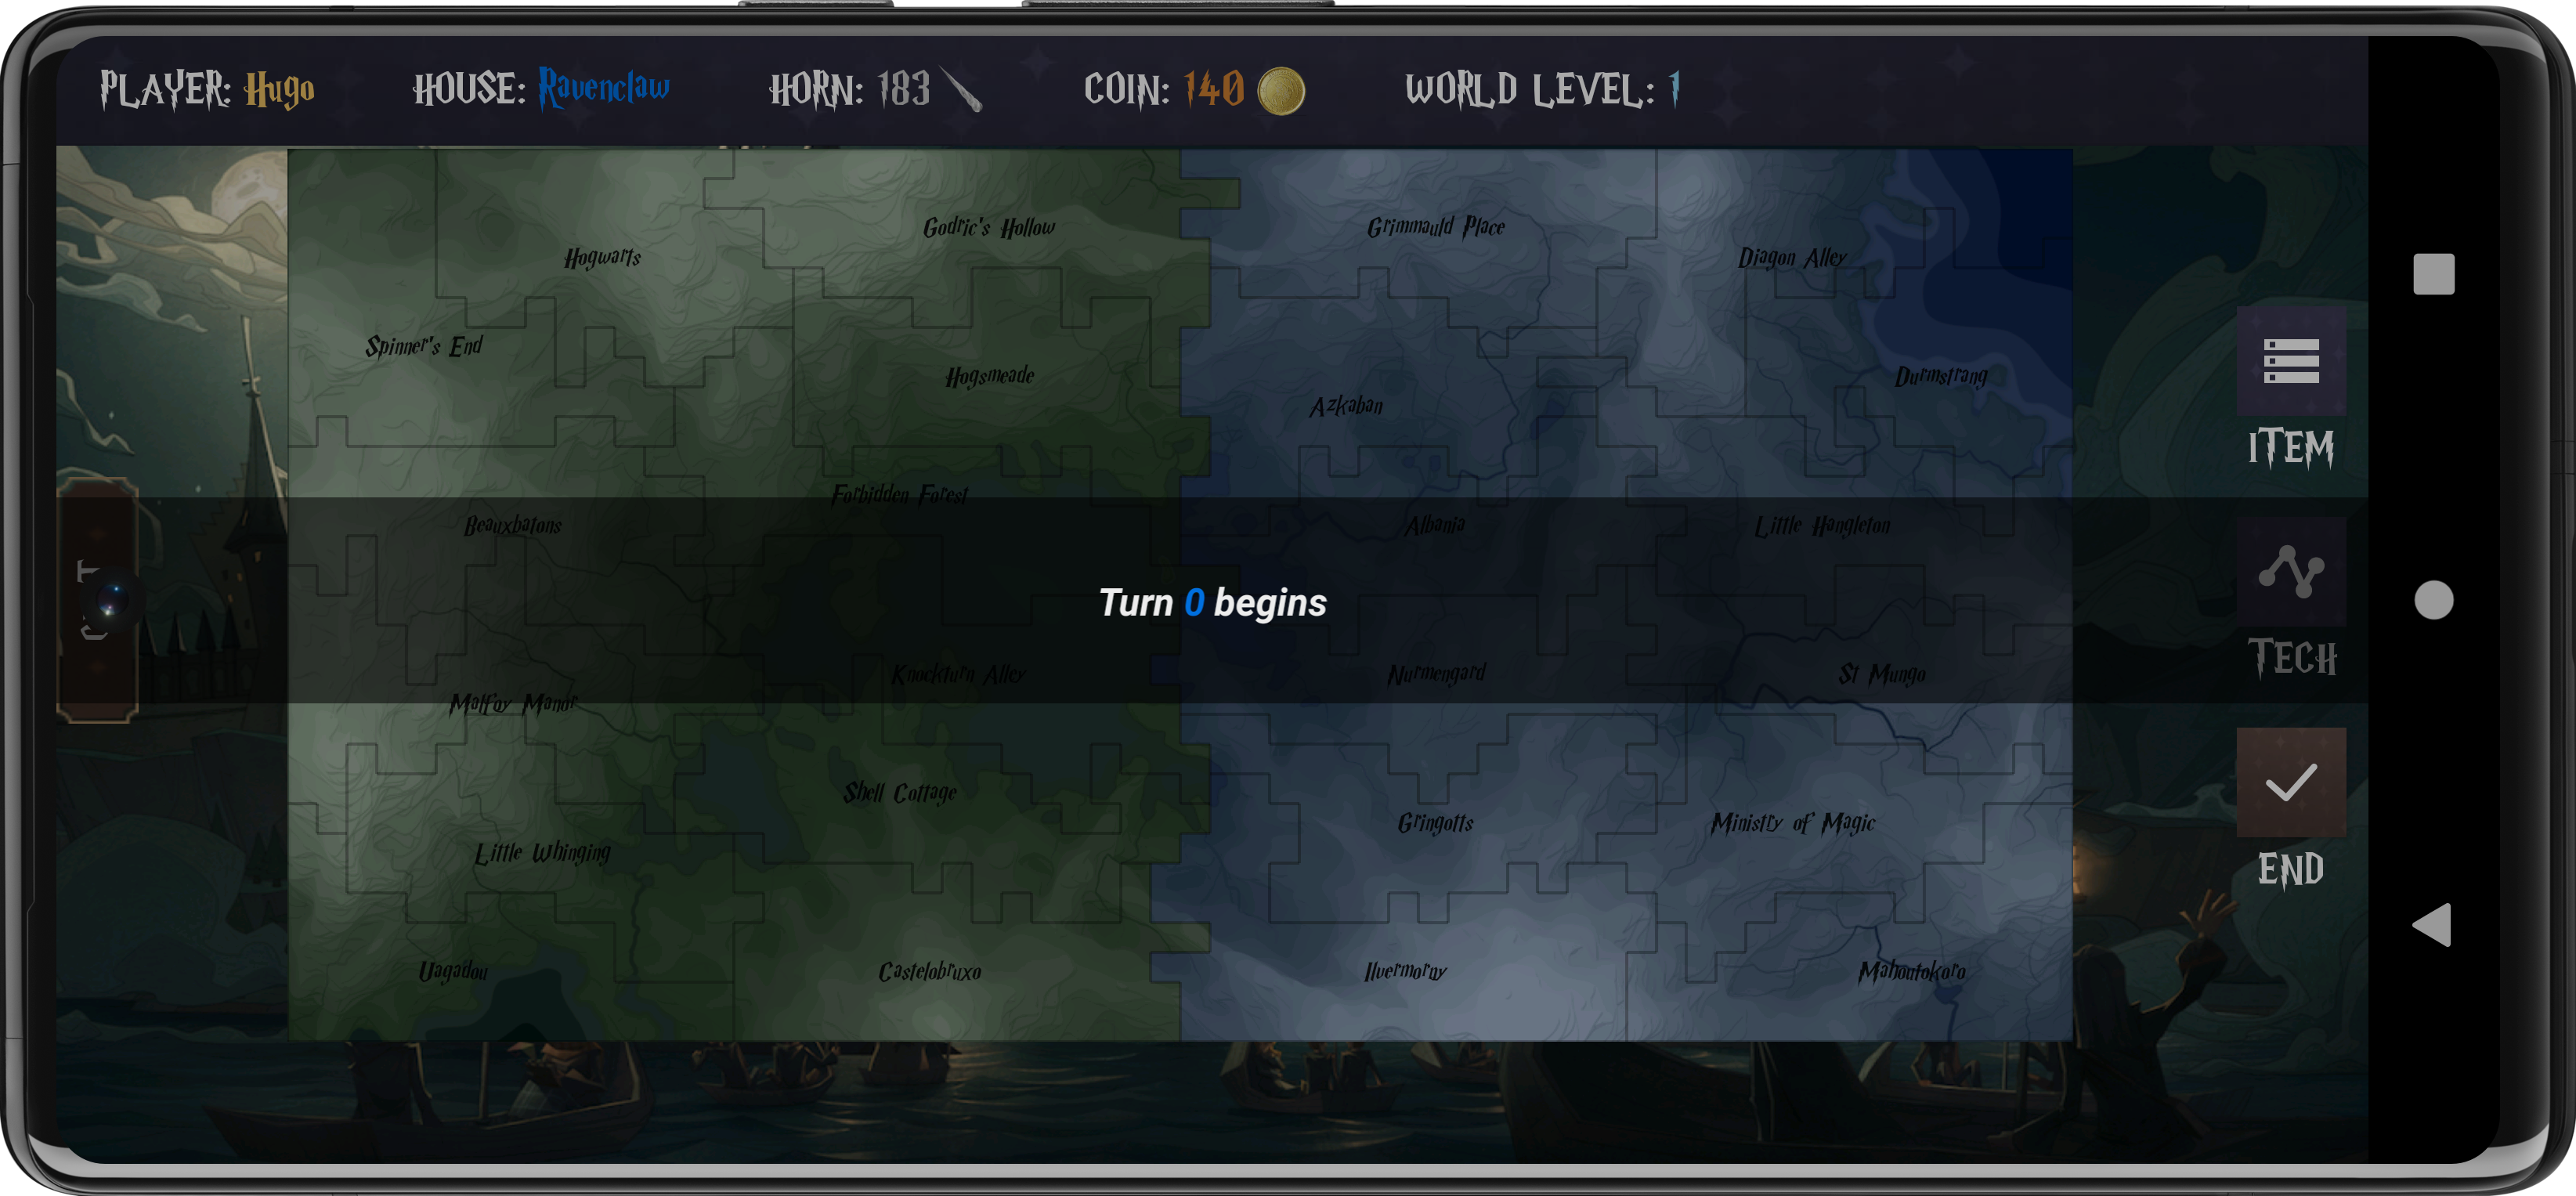 PLAYER: Hugo HOUSE: Ravenclaw HORN: 183 COIN: 140 WORLD LEVEL: 1
Godric's Hollow
Grimmauld Place
Hogwarts
Diagon Alley
Spinner's End
Hogsmeade
Durmstrang
Azkaban
ITEM
Forbidden Forest
Beauxbatons
Albania
Little Hangleton
Turn 0 begins
TECH
Knockturn Alley
Nurmengard
St Mungo
Malfoy Manor
Shell Cottage
Gringotts
Ministry of Magic
Little Whinging
END
Uagadou
Castelobruxo
Ilvermorny
Mahoutokoro